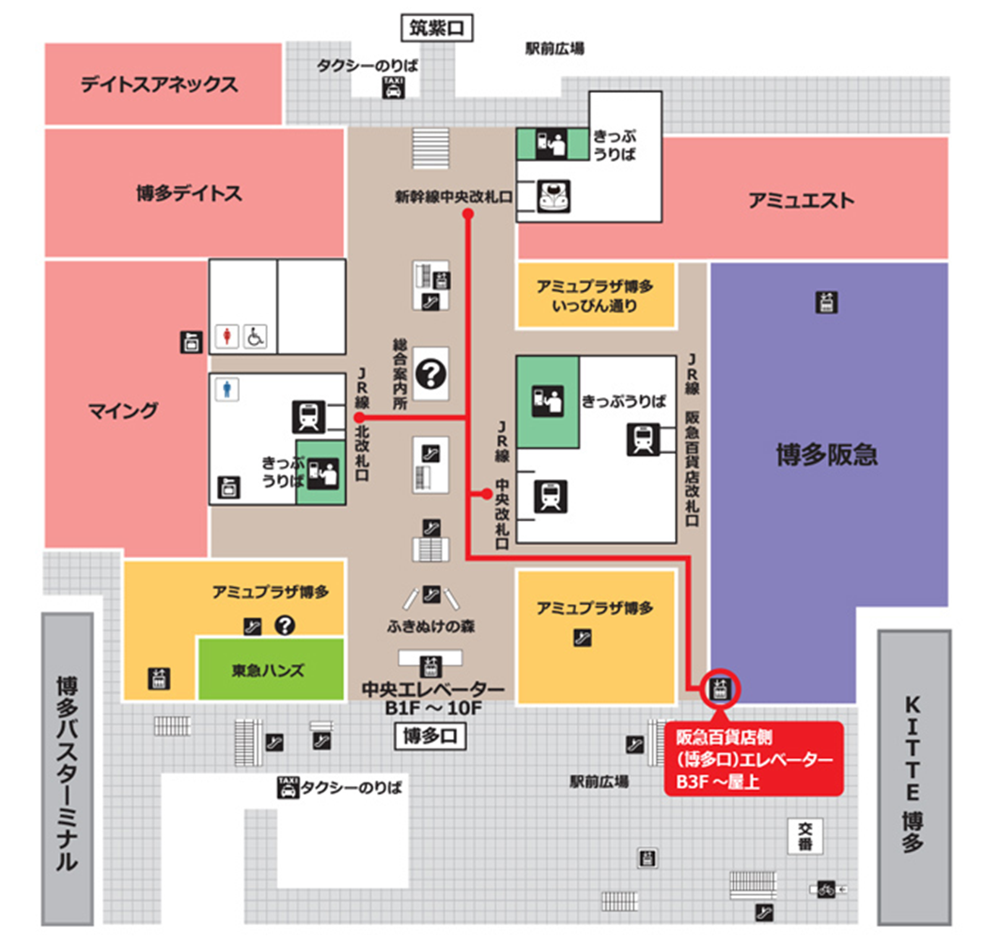 筑紫口
駅前広場
タクシーのりば
TAXI
デイトスアネックス
きっぷ
うりば
博多デイトス
新幹線中央改札口
アミュエスト
アミュプラザ博多
いっぴん通り
総合案内所
?
JR線 北改札口
JR線 阪急百貨店改札口
きっぷうりば
マイング
JR線 中央改札口
博多阪急
きっぷ
うりば
アミュプラザ博多
?
ふきぬけの森
アミュプラザ博多
東急ハンズ
中央エレベーター
B1F ～ 10F
博多口
阪急百貨店側
(博多口)エレベーター
B3F ～屋上
博多バスターミナル
KITTE 博多
TAXI
タクシーのりば
駅前広場
交番